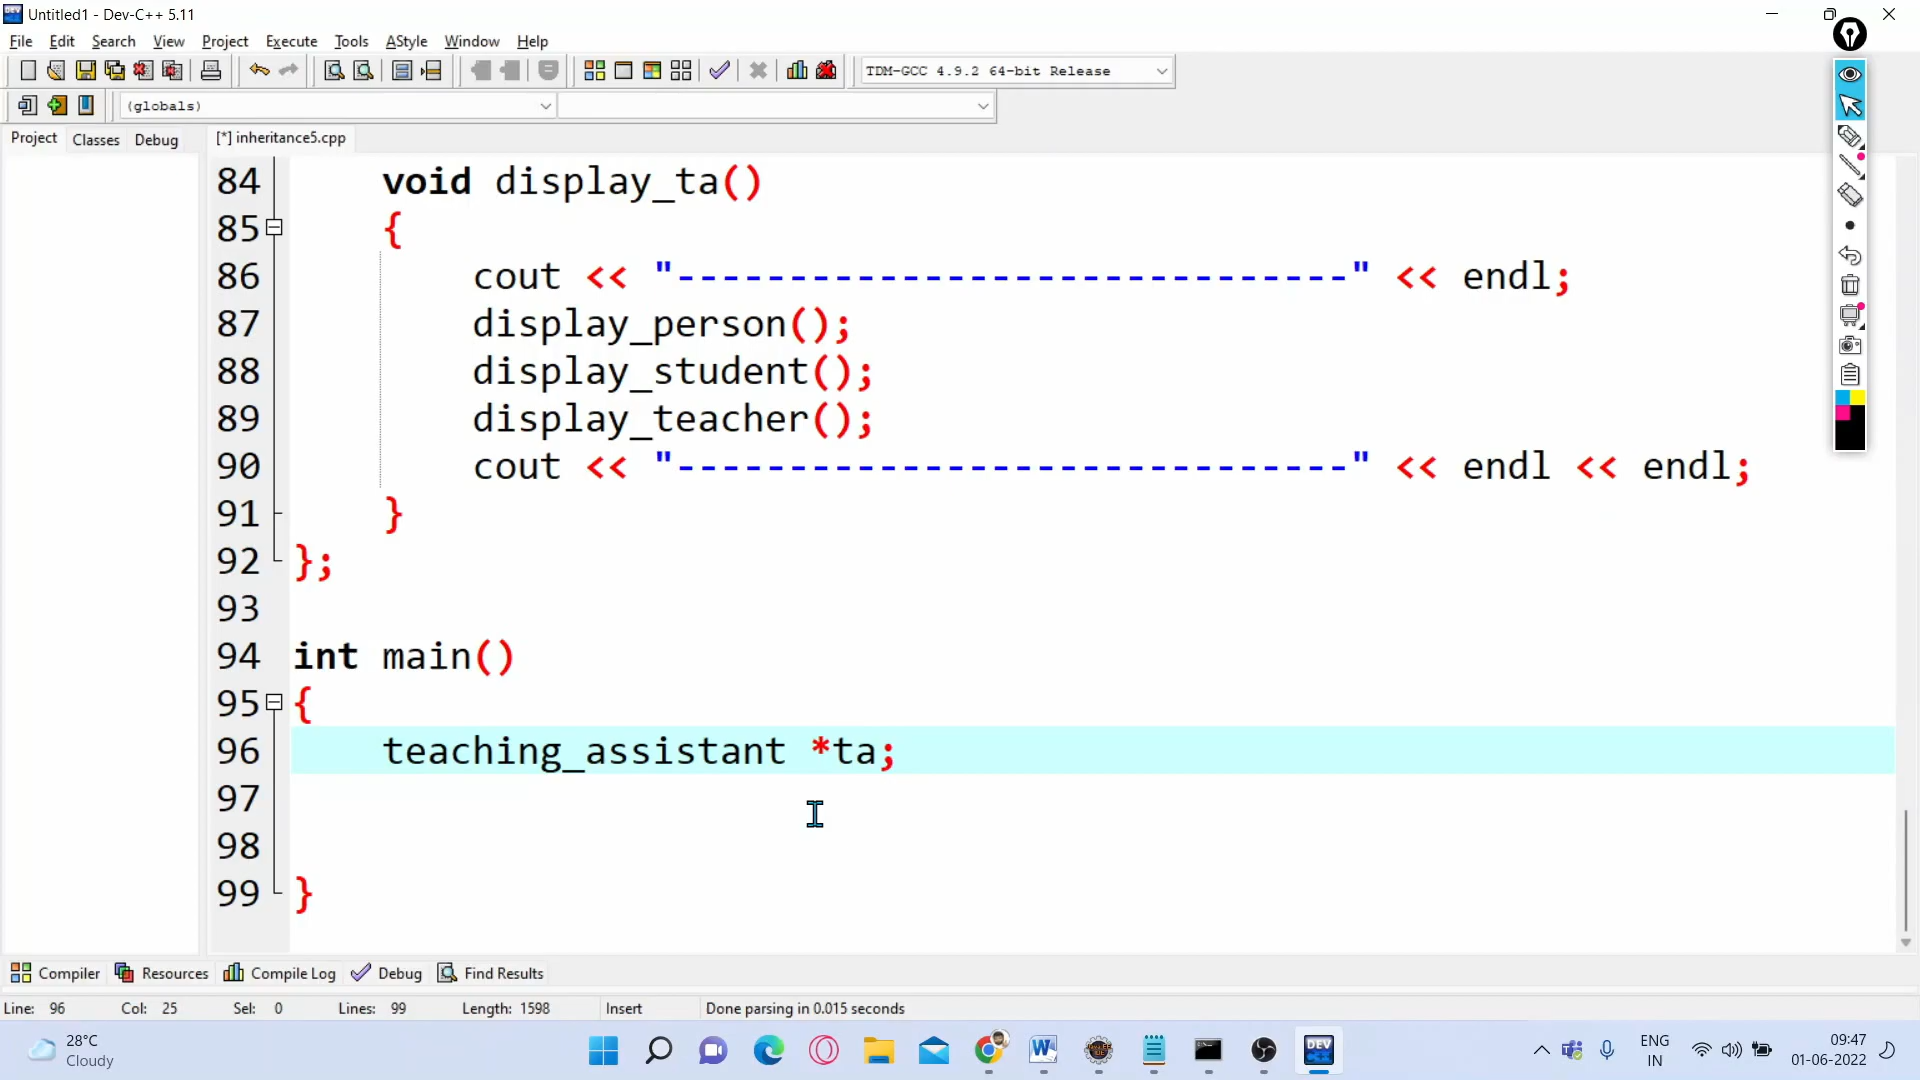 Untitled1 - Dev-C++ 5.11
File Edit Search View Project Execute Tools AStyle Window Help
TDM-GCC 4.9.2 64-bit Release
(globals)
Project Classes Debug [*] inheritance5.cpp
84 void display_ta()
85 {
86 cout << "------------------------------" << endl;
87 display_person();
88 display_student();
89 display_teacher();
90 cout << "------------------------------" << endl << endl;
91 }
92 };
93
94 int main()
95 {
96 teaching_assistant *ta;
97
98
99 }
Compiler Resources Compile Log Debug Find Results
Line: 96 Col: 25 Sel: 0 Lines: 99 Length: 1598 Insert Done parsing in 0.015 seconds
28°C
Cloudy
ENG
IN
09:47
01-06-2022